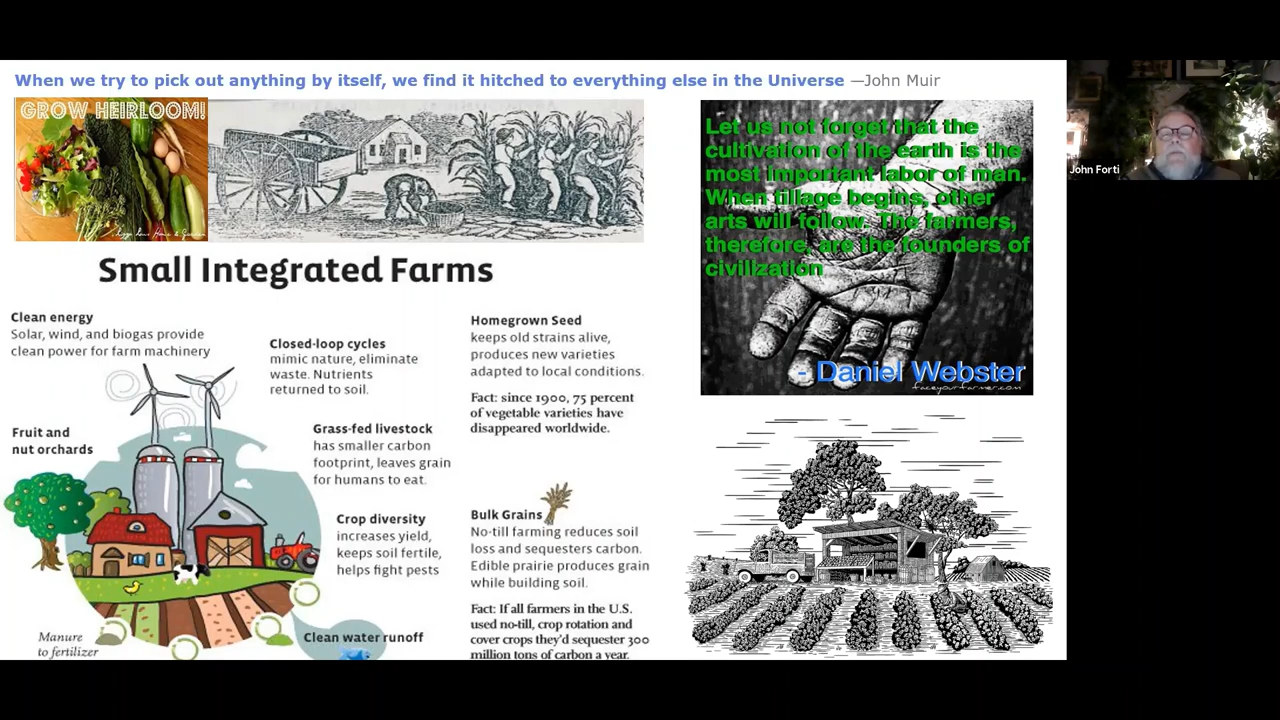 When we try to pick out anything by itself, we find it hitched to everything else in the Universe —John Muir
GROW HEIRLOOM!
Small Integrated Farms
Clean energy
Solar, wind, and biogas provide
clean power for farm machinery
Closed-loop cycles
mimic nature, eliminate
waste. Nutrients
returned to soil.
Fruit and
nut orchards
Grass-fed livestock
has smaller carbon
footprint, leaves grain
for humans to eat.
Crop diversity
increases yield,
keeps soil fertile,
helps fight pests
Manure
to fertilizer
Clean water runoff
Homegrown Seed
keeps old strains alive,
produces new varieties
adapted to local conditions.
Fact: since 1900, 75 percent
of vegetable varieties have
disappeared worldwide.
Bulk Grains
No-till farming reduces soil
loss and sequesters carbon.
Edible prairie produces grain
while building soil.
Fact: If all farmers in the U.S.
used no-till, crop rotation and
cover crops they'd sequester 300
million tons of carbon a year.
Let us not forget that the
cultivation of the earth is the
most important labor of man.
When tillage begins, other
arts will follow. The farmers,
therefore, are the founders of
civilization
- Daniel Webster
faceyourfarmer.com
John Forti